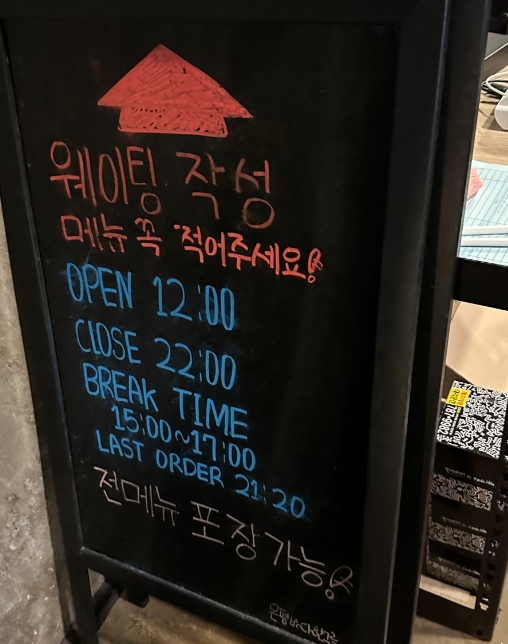 웨이팅 작성
메뉴 꼭 적어주세요!
OPEN 12:00
CLOSE 22:00
BREAK TIME
15:00~17:00
LAST ORDER 21:20
전메뉴 포장가능!